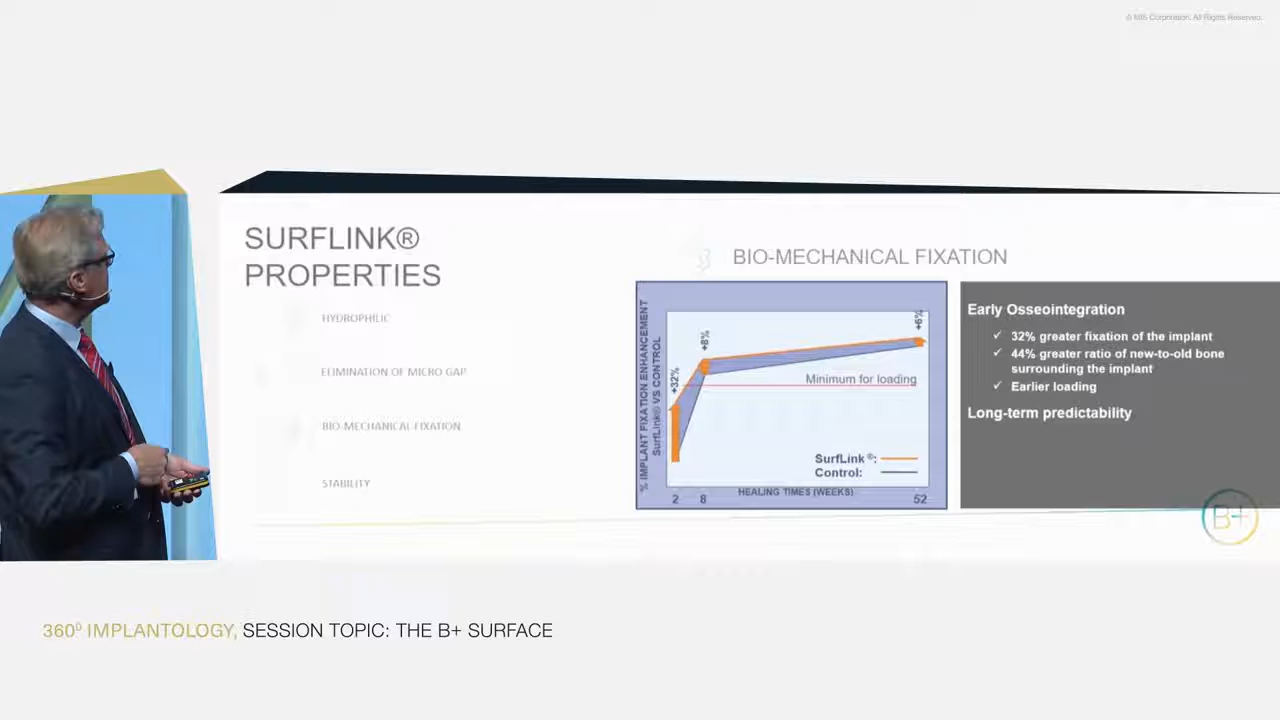 © MIS Corporation. All Rights Reserved.
SURFLINK®
PROPERTIES
HYDROPHILIC
ELIMINATION OF MICRO GAP
BIO-MECHANICAL FIXATION
STABILITY
BIO-MECHANICAL FIXATION
% IMPLANT FIXATION ENHANCEMENT
SurfLink® VS CONTROL
+32%
+8%
+6%
Minimum for loading
SurfLink®:
Control:
HEALING TIMES (WEEKS)
2 8 52
Early Osseointegration
✓ 32% greater fixation of the implant
✓ 44% greater ratio of new-to-old bone
surrounding the implant
✓ Earlier loading
Long-term predictability
B+
360⁰ IMPLANTOLOGY, SESSION TOPIC: THE B+ SURFACE